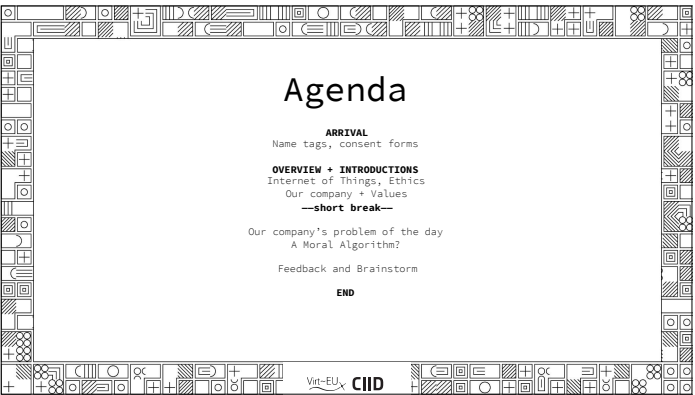 Agenda
ARRIVAL
Name tags, consent forms
OVERVIEW + INTRODUCTIONS
Internet of Things, Ethics
Our company + Values
——short break——
Our company's problem of the day
A Moral Algorithm?
Feedback and Brainstorm
END
Virt-EU CIID